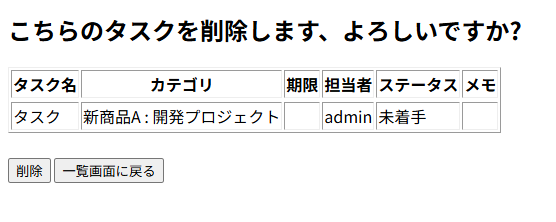 こちらのタスクを削除します、よろしいですか?
タスク名 カテゴリ 期限 担当者 ステータス メモ
タスク 新商品A : 開発プロジェクト admin 未着手
削除 一覧画面に戻る